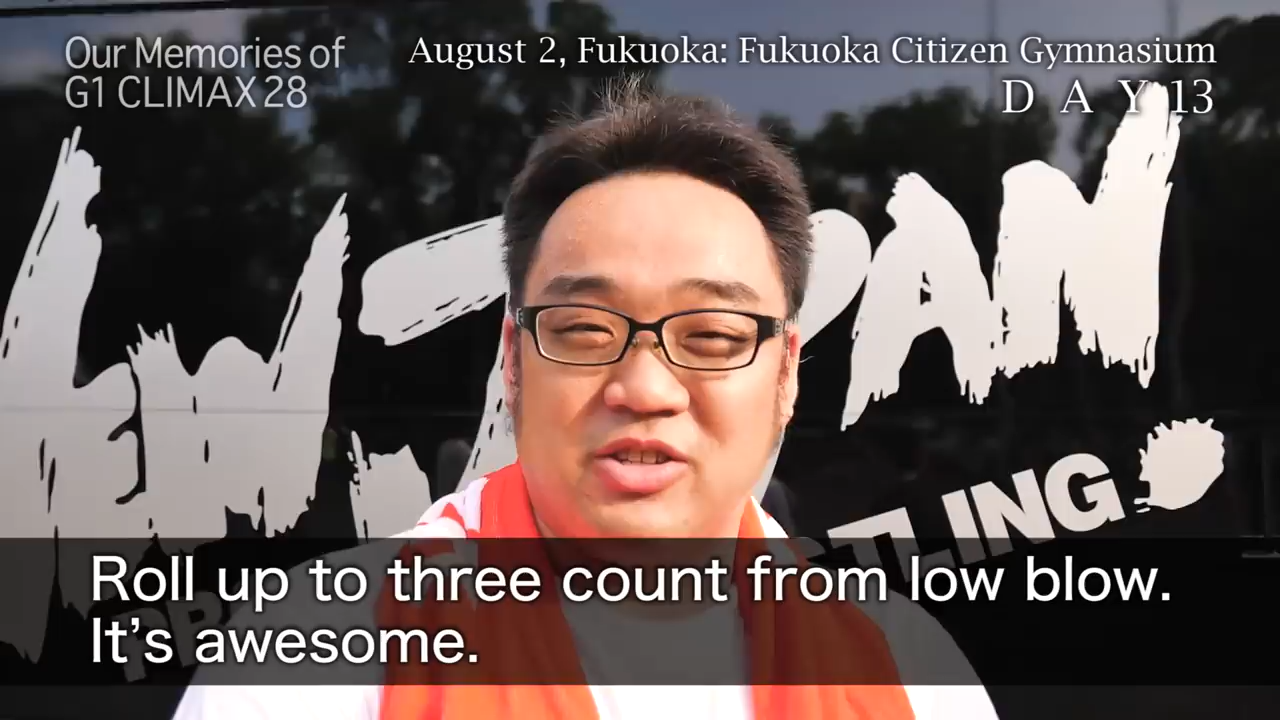 Our Memories of
G1 CLIMAX 28
August 2, Fukuoka: Fukuoka Citizen Gymnasium
DAY 13
Roll up to three count from low blow.
It's awesome.